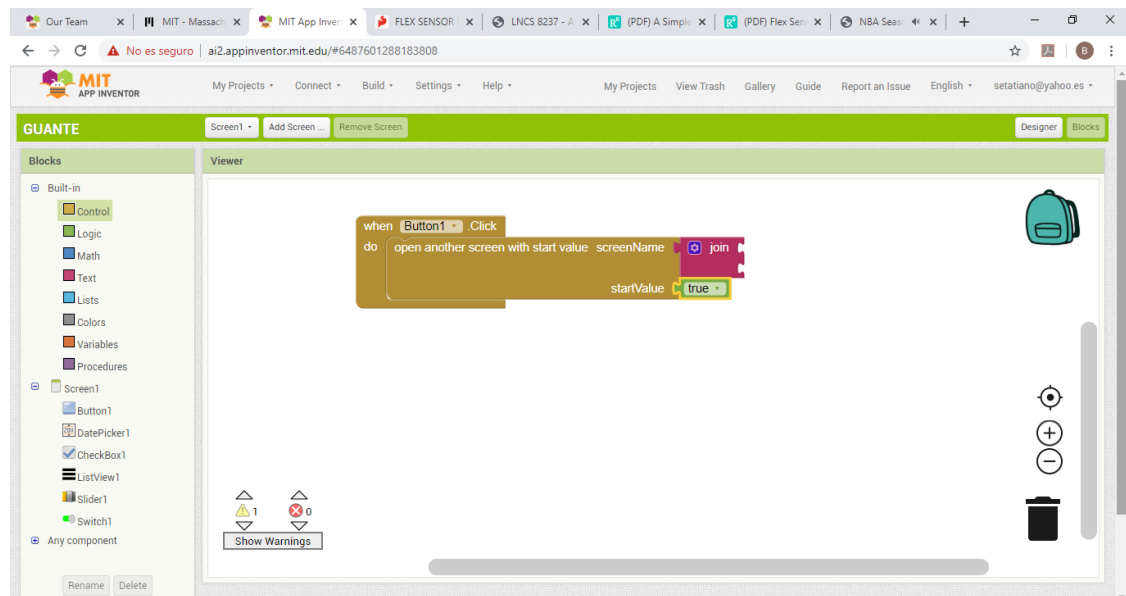 Our Team
MIT - Massach
MIT App Inven
FLEX SENSOR
LNCS 8237 - A
(PDF) A Simple
(PDF) Flex Sen
NBA Seas
No es seguro ai2.appinventor.mit.edu/#6487601288183808 B
MIT
APP INVENTOR
My Projects Connect Build Settings Help My Projects View Trash Gallery Guide Report an Issue English setatiano@yahoo.es
GUANTE Screen1 Add Screen ... Remove Screen Designer Blocks
Blocks Viewer
Built-in
Control
Logic
Math
Text
Lists
Colors
Variables
Procedures
Screen1
Button1
DatePicker1
CheckBox1
ListView1
Slider1
Switch1
Any component
Rename Delete
when Button1 .Click
do open another screen with start value screenName join
startValue true
1 0
Show Warnings